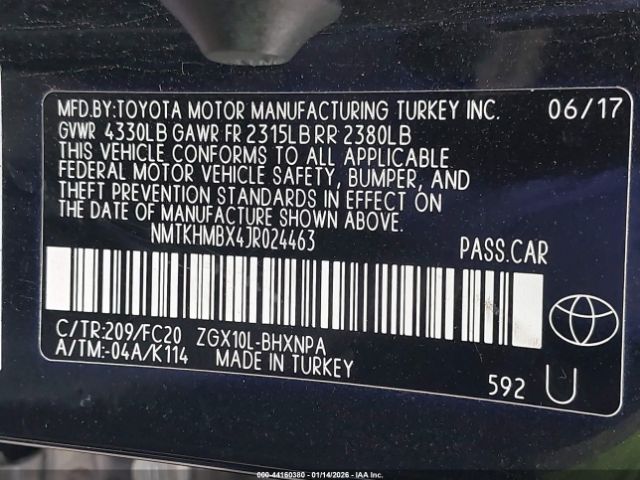 MFD.BY:TOYOTA MOTOR MANUFACTURING TURKEY INC. 06/17
GVWR 4330LB GAWR FR 2315LB RR 2380LB
THIS VEHICLE CONFORMS TO ALL APPLICABLE
FEDERAL MOTOR VEHICLE SAFETY, BUMPER, AND
THEFT PREVENTION STANDARDS IN EFFECT ON
THE DATE OF MANUFACTURE SHOWN ABOVE.
NMTKHMBX4JR024463 PASS.CAR
C/TR:209/FC20 ZGX10L-BHXNPA
A/TM:-04A/K114 MADE IN TURKEY
592 U
000-44160380 - 01/14/2026 - IAA Corp.